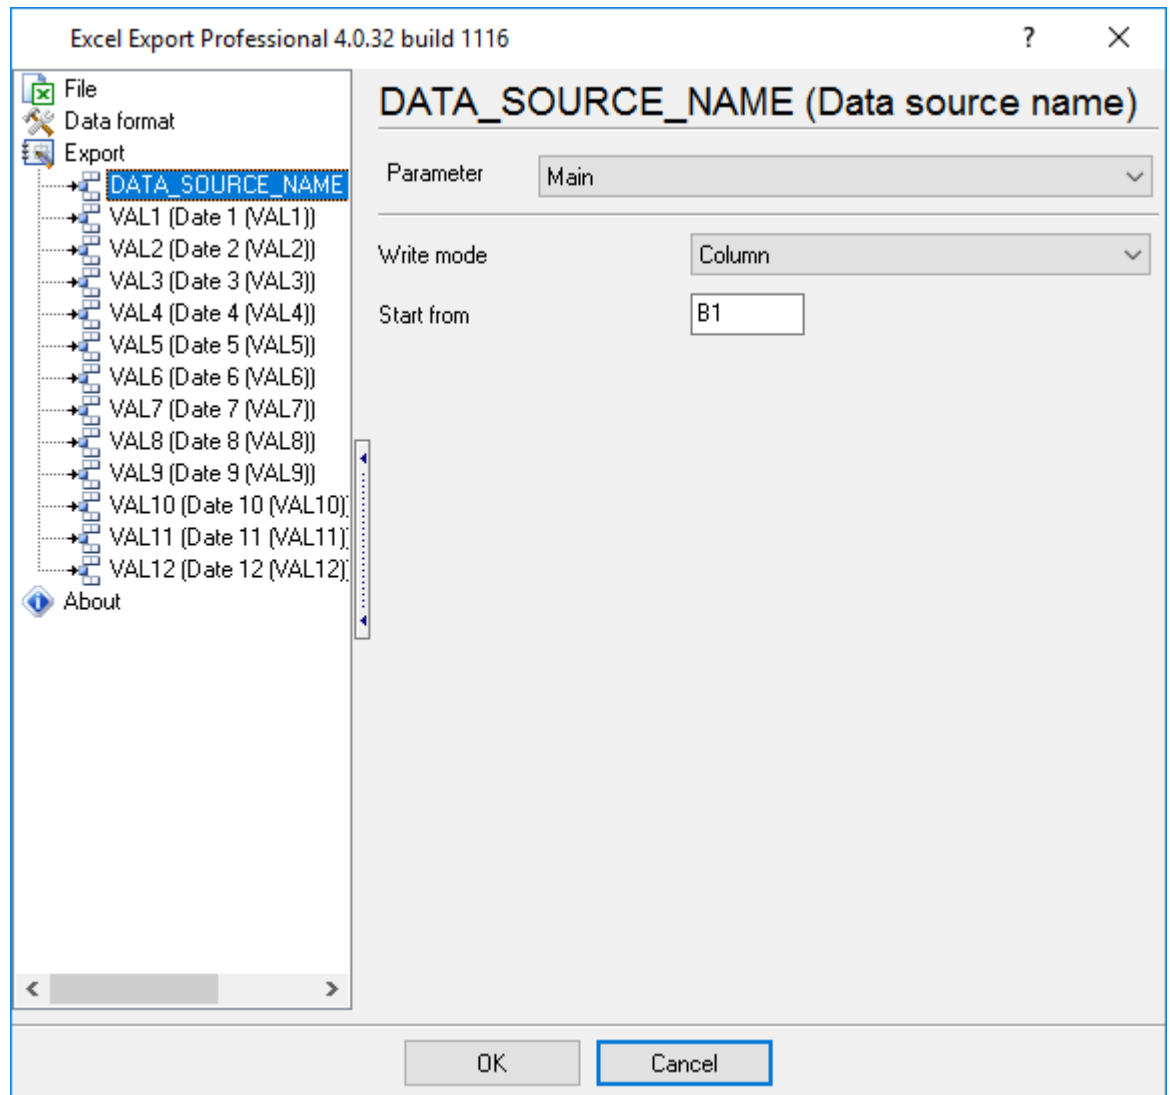 Excel Export Professional 4.0.32 build 1116
?
File
Data format
Export
DATA_SOURCE_NAME
VAL1 (Date 1 (VAL1))
VAL2 (Date 2 (VAL2))
VAL3 (Date 3 (VAL3))
VAL4 (Date 4 (VAL4))
VAL5 (Date 5 (VAL5))
VAL6 (Date 6 (VAL6))
VAL7 (Date 7 (VAL7))
VAL8 (Date 8 (VAL8))
VAL9 (Date 9 (VAL9))
VAL10 (Date 10 (VAL10))
VAL11 (Date 11 (VAL11))
VAL12 (Date 12 (VAL12))
About
DATA_SOURCE_NAME (Data source name)
Parameter Main
Write mode Column
Start from B1
OK Cancel